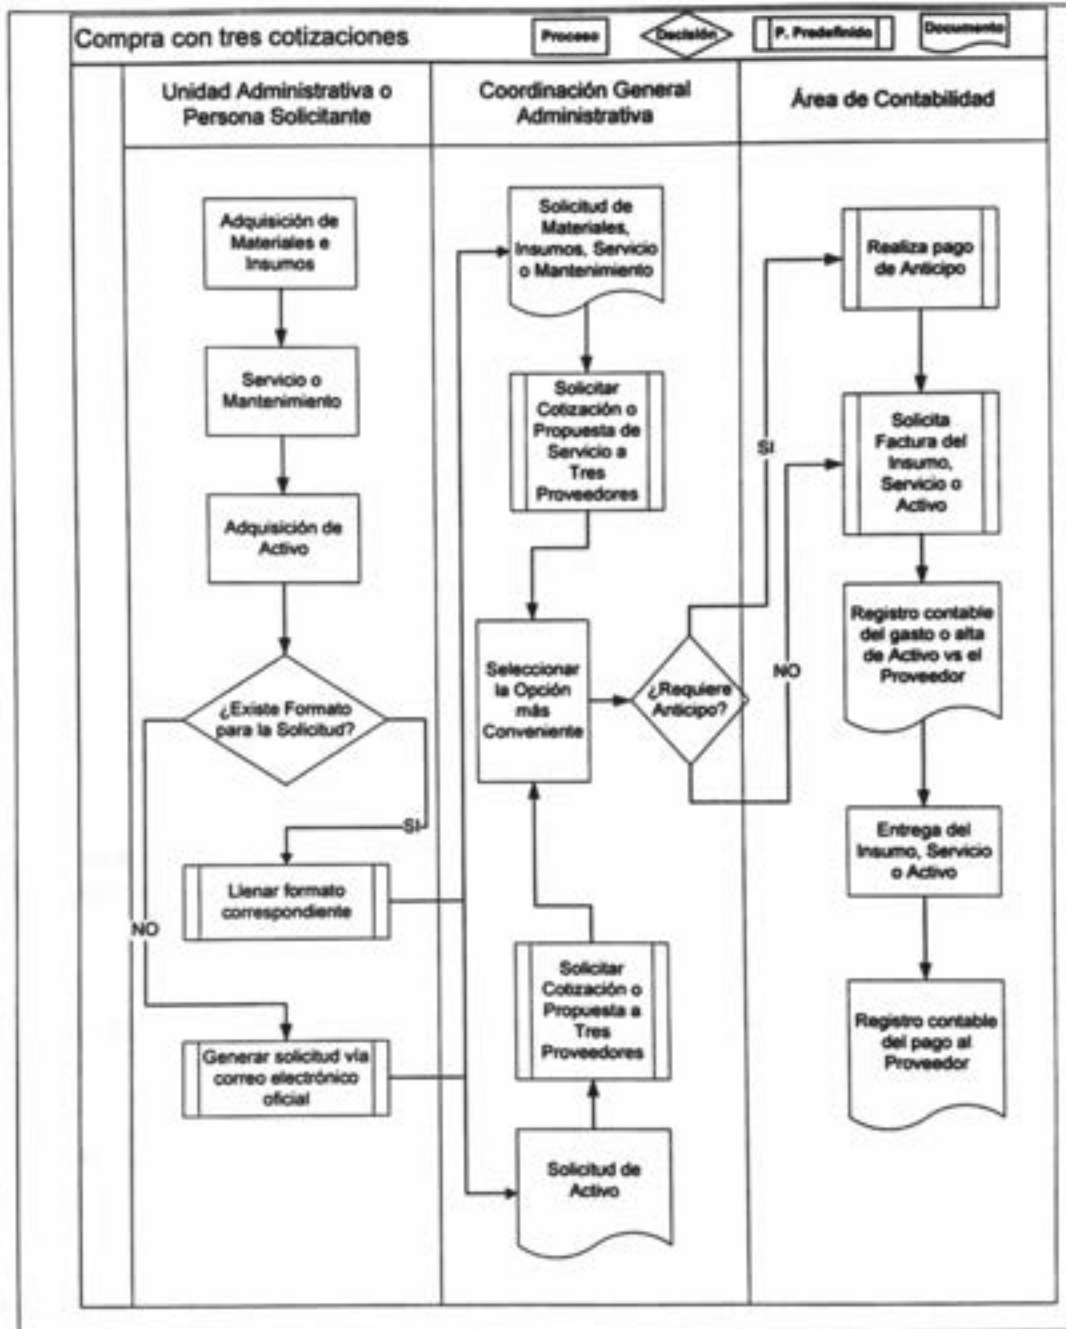 Compra con tres cotizaciones
Proceso
Decisión
P. Predefinido
Documento
Unidad Administrativa o
Persona Solicitante
Coordinación General
Administrativa
Área de Contabilidad
Adquisición de
Materiales e
Insumos
Servicio o
Mantenimiento
Adquisición de
Activo
¿Existe Formato
para la Solicitud?
SI
Llenar formato
correspondiente
NO
Generar solicitud vía
correo electrónico
oficial
Solicitud de
Materiales,
Insumos, Servicio
o Mantenimiento
Solicitar
Cotización o
Propuesta de
Servicio a
Tres
Proveedores
Seleccionar
la Opción
más
Conveniente
¿Requiere
Anticipo?
SI
NO
Solicitar
Cotización o
Propuesta a
Tres
Proveedores
Solicitud de
Activo
Realiza pago
de Anticipo
Solicita
Factura del
Insumo,
Servicio o
Activo
Registro contable
del gasto o alta
de Activo vs el
Proveedor
Entrega del
Insumo, Servicio
o Activo
Registro contable
del pago al
Proveedor